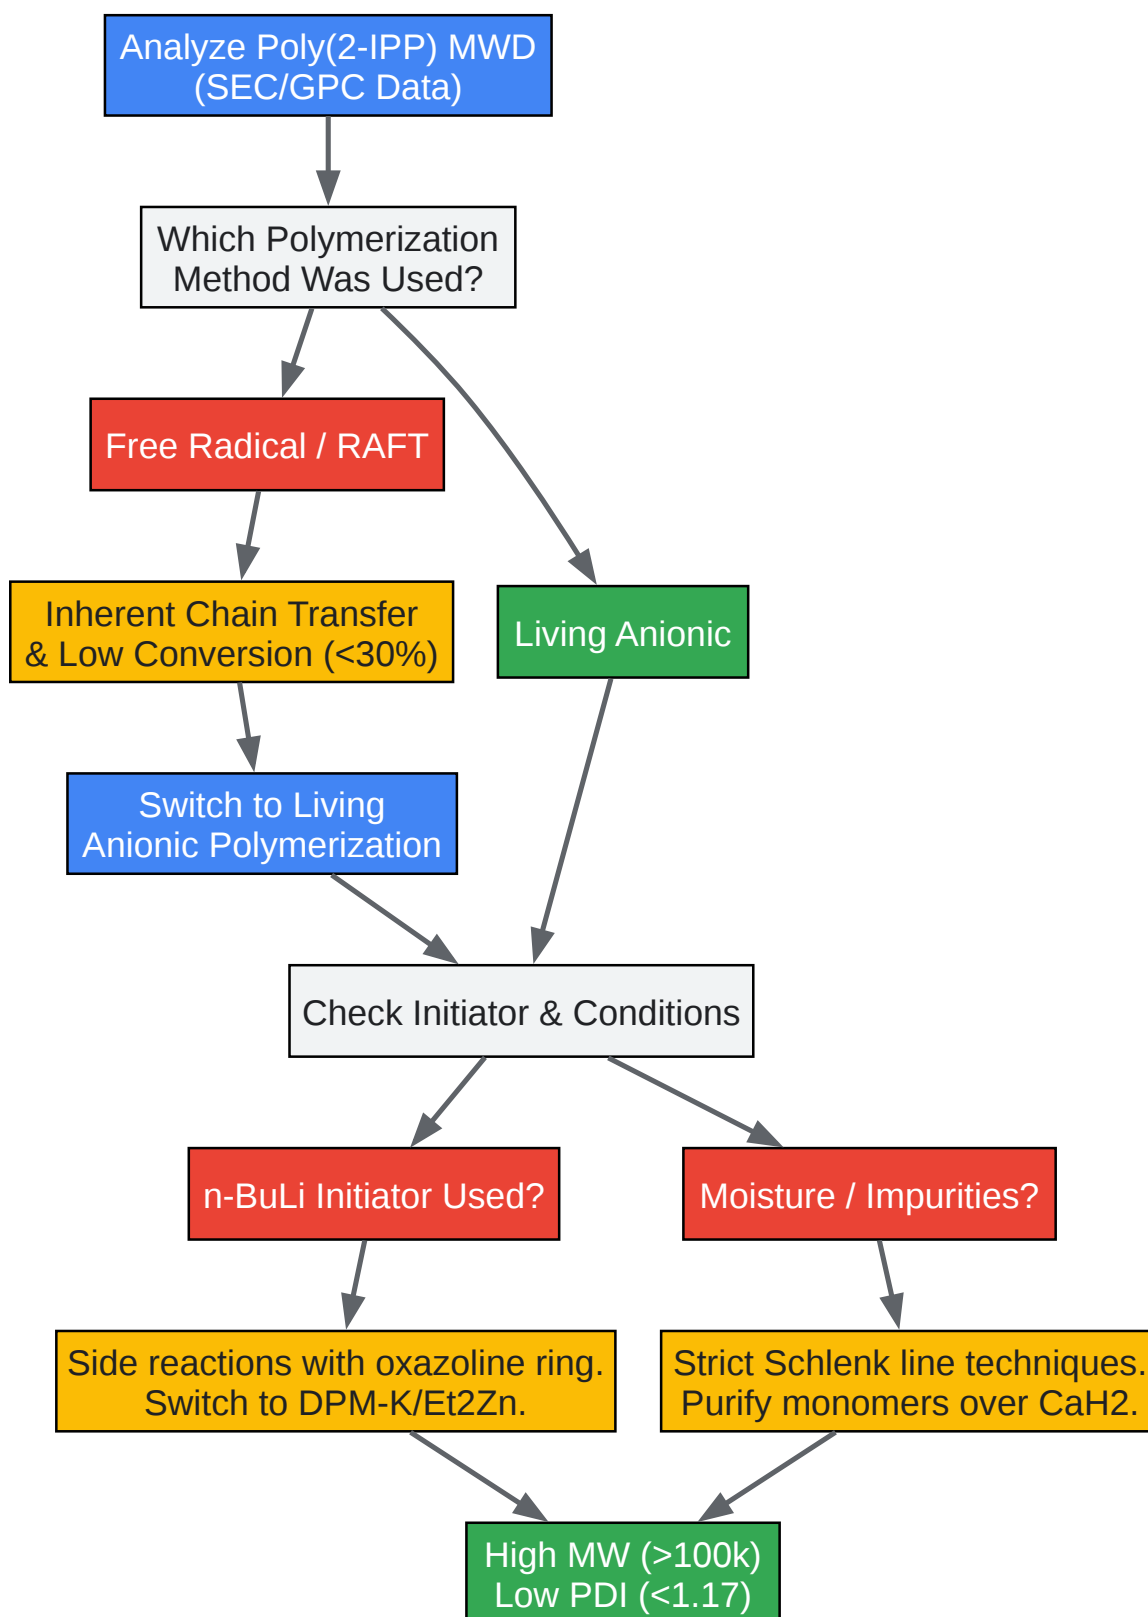 Analyze Poly(2-IPP) MWD
(SEC/GPC Data)
Which Polymerization
Method Was Used?
Free Radical / RAFT
Inherent Chain Transfer
& Low Conversion (<30%)
Living Anionic
Switch to Living
Anionic Polymerization
Check Initiator & Conditions
n-BuLi Initiator Used?
Moisture / Impurities?
Side reactions with oxazoline ring.
Switch to DPM-K/Et2Zn.
Strict Schlenk line techniques.
Purify monomers over CaH2.
High MW (>100k)
Low PDI (<1.17)